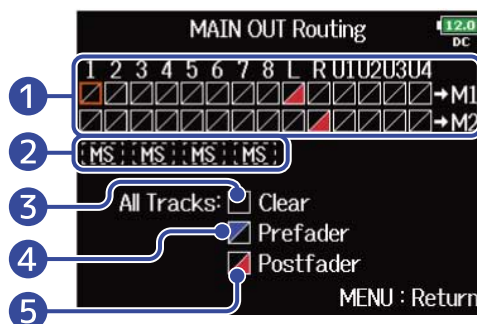 MAIN OUT Routing
12.0
DC
1 2 3 4 5 6 7 8 L R U1U2U3U4
1
→M1
→M2
2
MS MS MS MS
3
All Tracks: Clear
4
Prefader
Postfader
5
MENU : Return